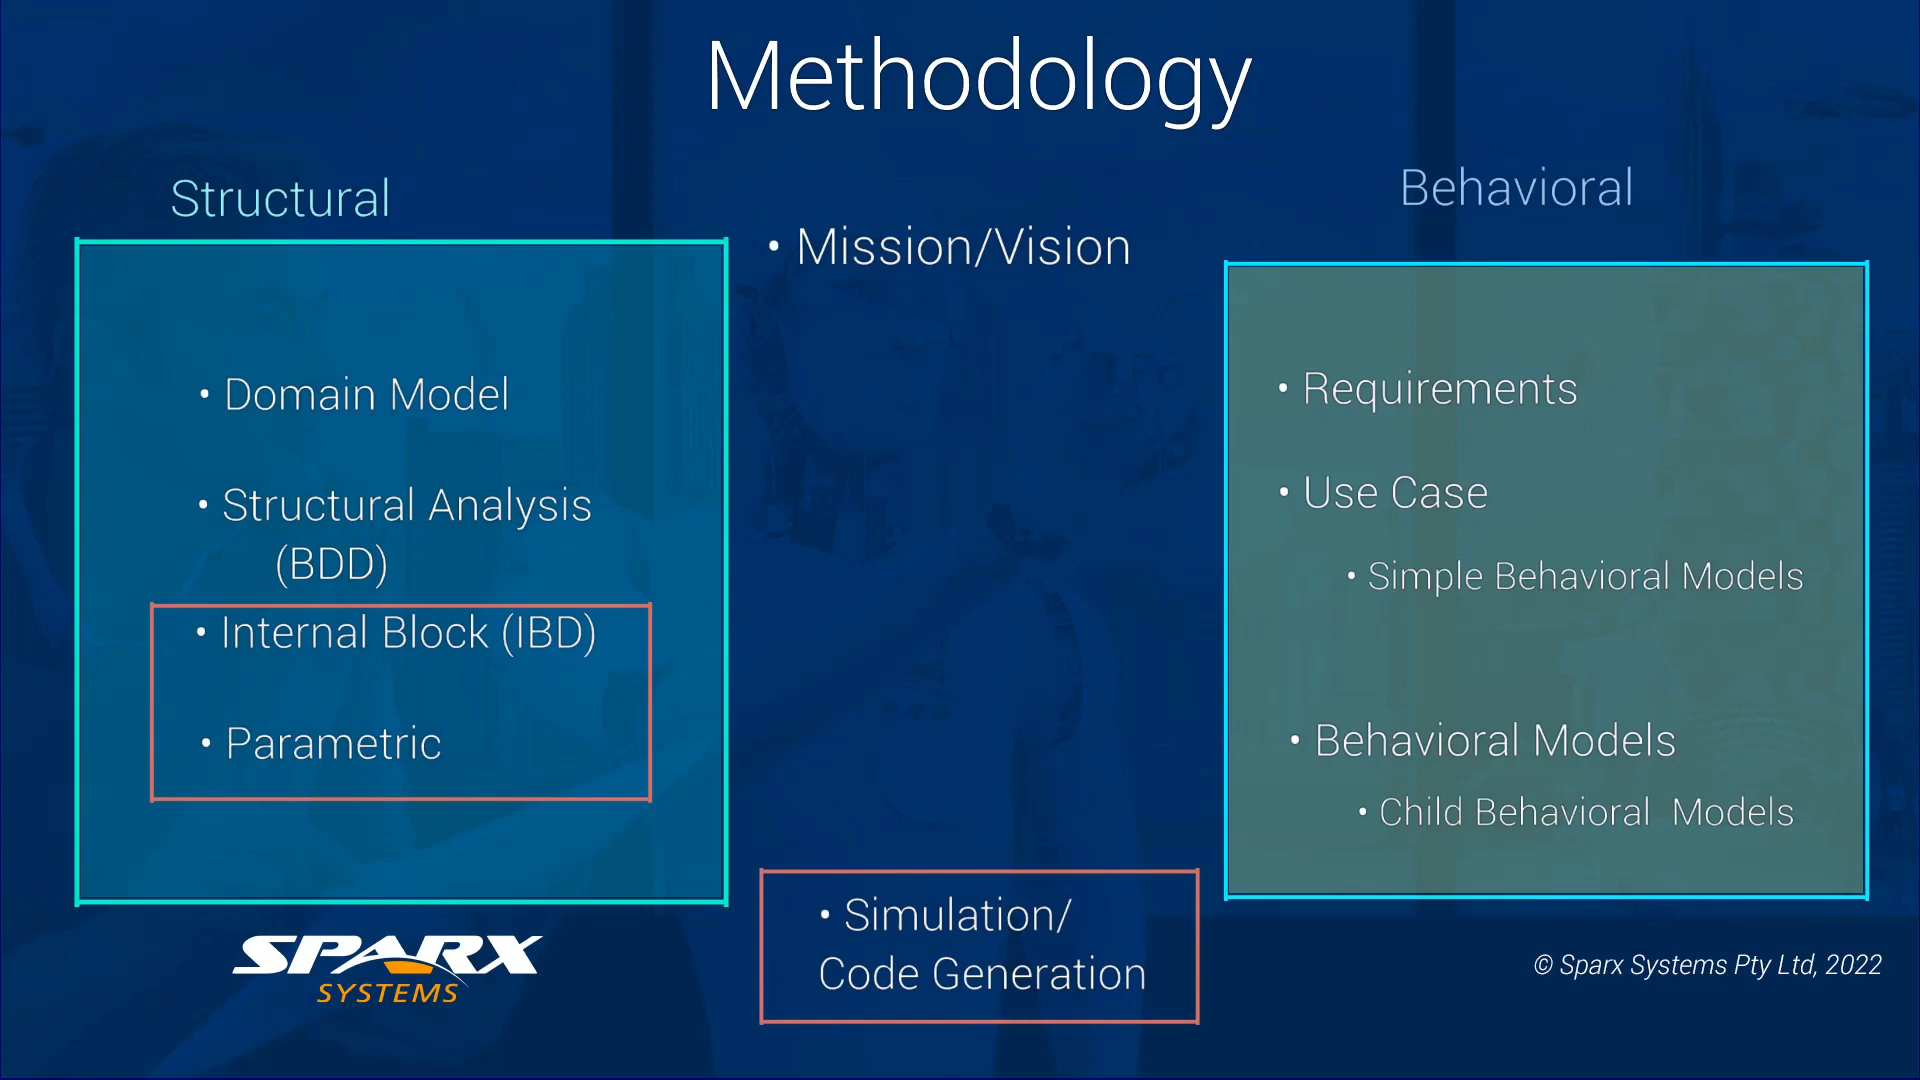 Methodology
Structural
• Domain Model
• Structural Analysis
(BDD)
• Internal Block (IBD)
• Parametric
• Mission/Vision
Behavioral
• Requirements
• Use Case
• Simple Behavioral Models
• Behavioral Models
• Child Behavioral Models
• Simulation/
Code Generation
SPARX
SYSTEMS
© Sparx Systems Pty Ltd, 2022